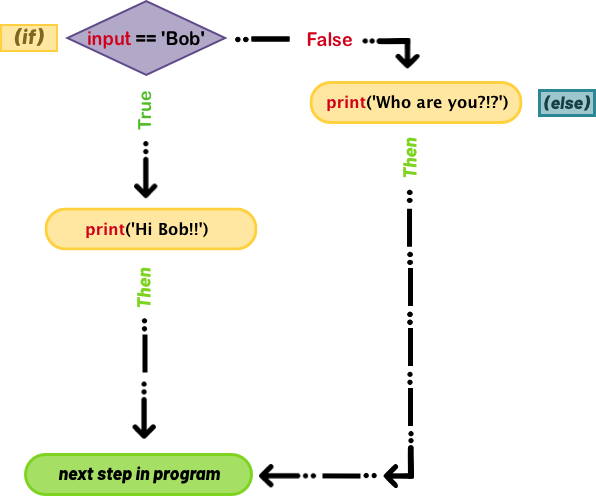 (if)
input == 'Bob'
False
True
print('Who are you?!?')
(else)
Then
print('Hi Bob!!')
Then
next step in program